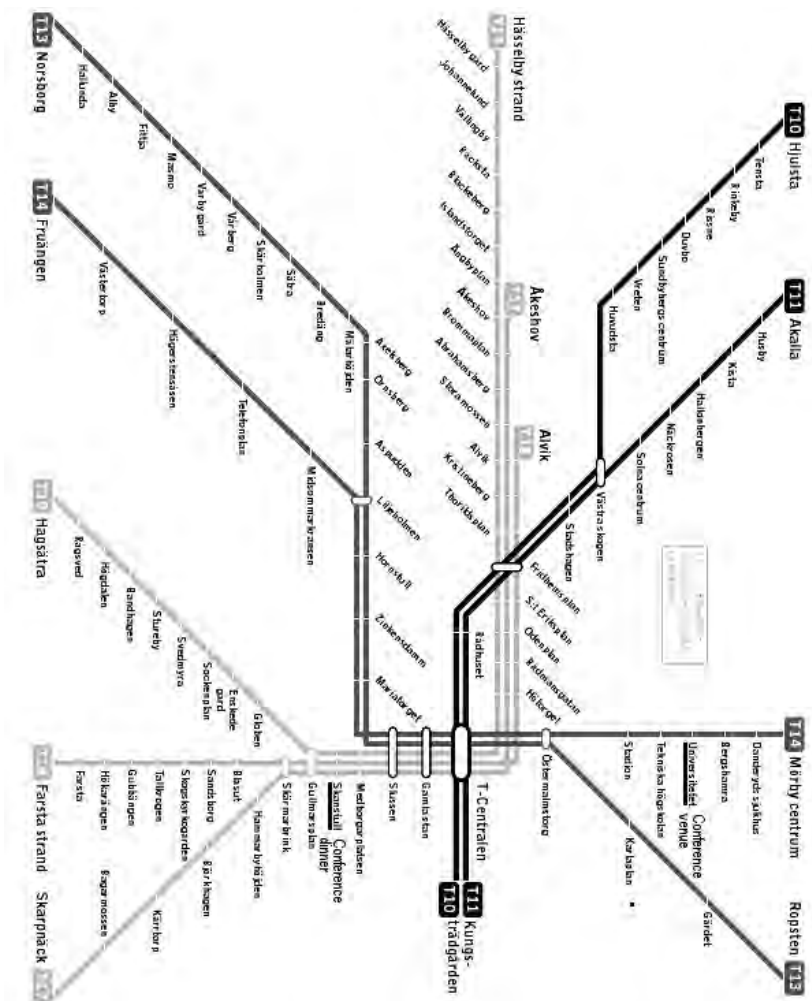 T13 Norsborg
Hallunda
Alby
Fittja
Masmo
Vårby gård
Vårberg
Skärholmen
Sätra
Bredäng
Mälarhöjden
Axelsberg
Örnsberg
Aspudden
Liljeholmen
Hornstull
Zinkensdamm
Mariatorget
T14 Fruängen
Västertorp
Hägerstensåsen
Telefonplan
Midsommarkransen
Hässelby strand
Hässelby gård
Johannelund
Vällingby
Råcksta
Blackeberg
Islandstorget
Ängbyplan
Åkeshov
Åkeshov
Brommaplan
Abrahamsberg
Stora mossen
Alvik
Alvik
Kristineberg
Thorildsplan
Fridhemsplan
S:t Eriksplan
Odenplan
Rådmansgatan
Hötorget
T10 Hjulsta
Tensta
Rinkeby
Rissne
Duvbo
Sundbybergs centrum
Vreten
Huvudsta
T11 Akalla
Husby
Kista
Hallonbergen
Näckrosen
Solna centrum
Västra skogen
Stadshagen
Rådhuset
T-Centralen
T11 Kungs-
T10 trädgården
T14 Mörby centrum
Danderyds sjukhus
Bergshamra
Universitetet Conference
venue
Tekniska högskolan
Stadion
Östermalmstorg
Karlaplan
Gärdet
Ropsten T13
Gamla stan
Slussen
Medborgarplatsen
Skanstull Conference
dinner
Gullmarsplan
Skärmarbrink
Hagsätra
Rågsved
Högdalen
Bandhagen
Stureby
Svedmyra
Sockenplan
Enskede
gård
Globen
Farsta strand
Farsta
Hökarängen
Gubbängen
Tallkrogen
Skogskyrkogården
Sandsborg
Blåsut
Skarpnäck
Bagarmossen
Kärrtorp
Björkhagen
Hammarbyhöjden